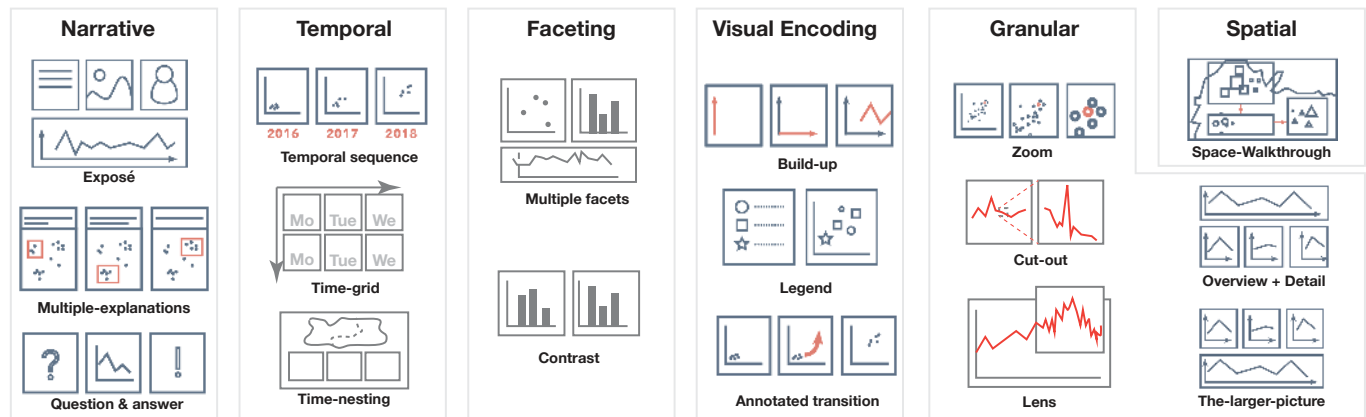 Narrative
Exposé
Multiple-explanations
Question & answer
?
!
Temporal
2016 2017 2018
Temporal sequence
Mo Tue We
Mo Tue We
Time-grid
Time-nesting
Faceting
Multiple facets
Contrast
Visual Encoding
Build-up
Legend
Annotated transition
Granular
Zoom
Cut-out
Lens
Spatial
Space-Walkthrough
Overview + Detail
The-larger-picture